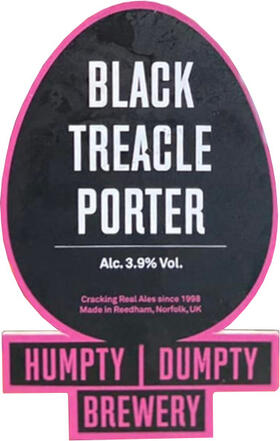 BLACK
TREACLE
PORTER
Alc. 3.9% Vol.
Cracking Real Ales since 1998
Made in Reedham, Norfolk, UK
HUMPTY | DUMPTY
BREWERY